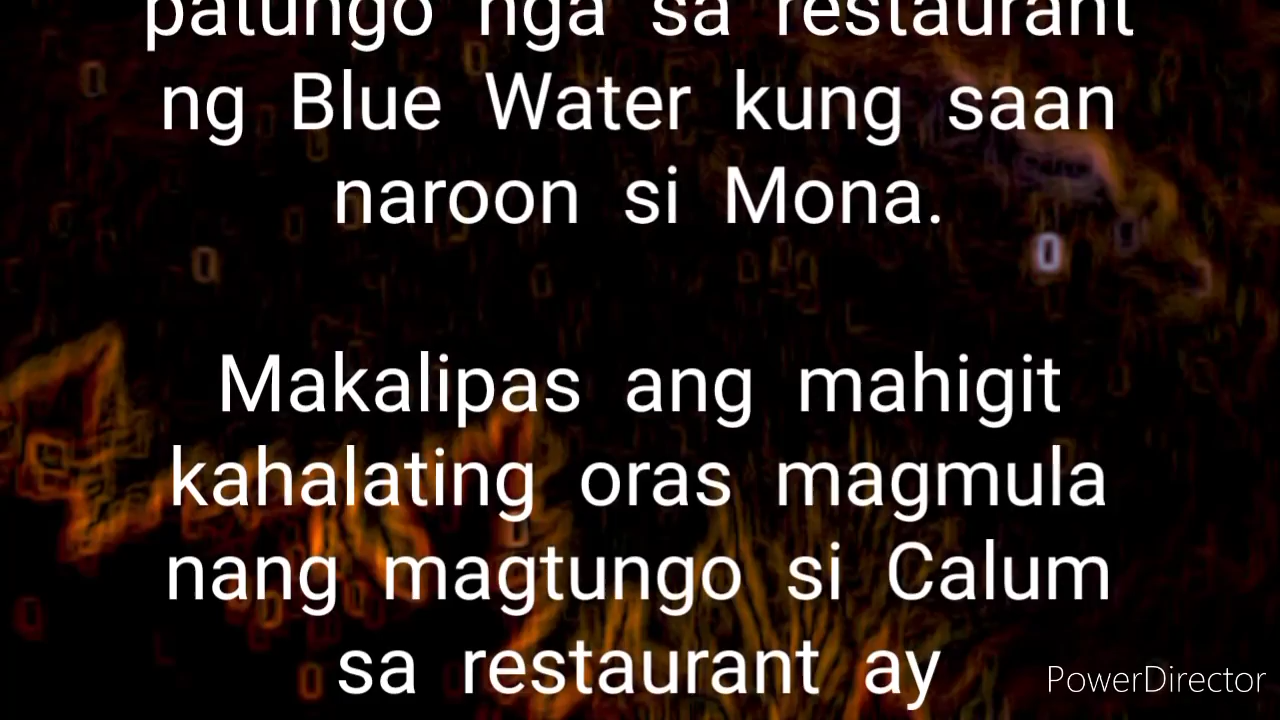 patungo nga sa restaurant
ng Blue Water kung saan
naroon si Mona.
Makalipas ang mahigit
kahalating oras magmula
nang magtungo si Calum
sa restaurant ay
PowerDirector